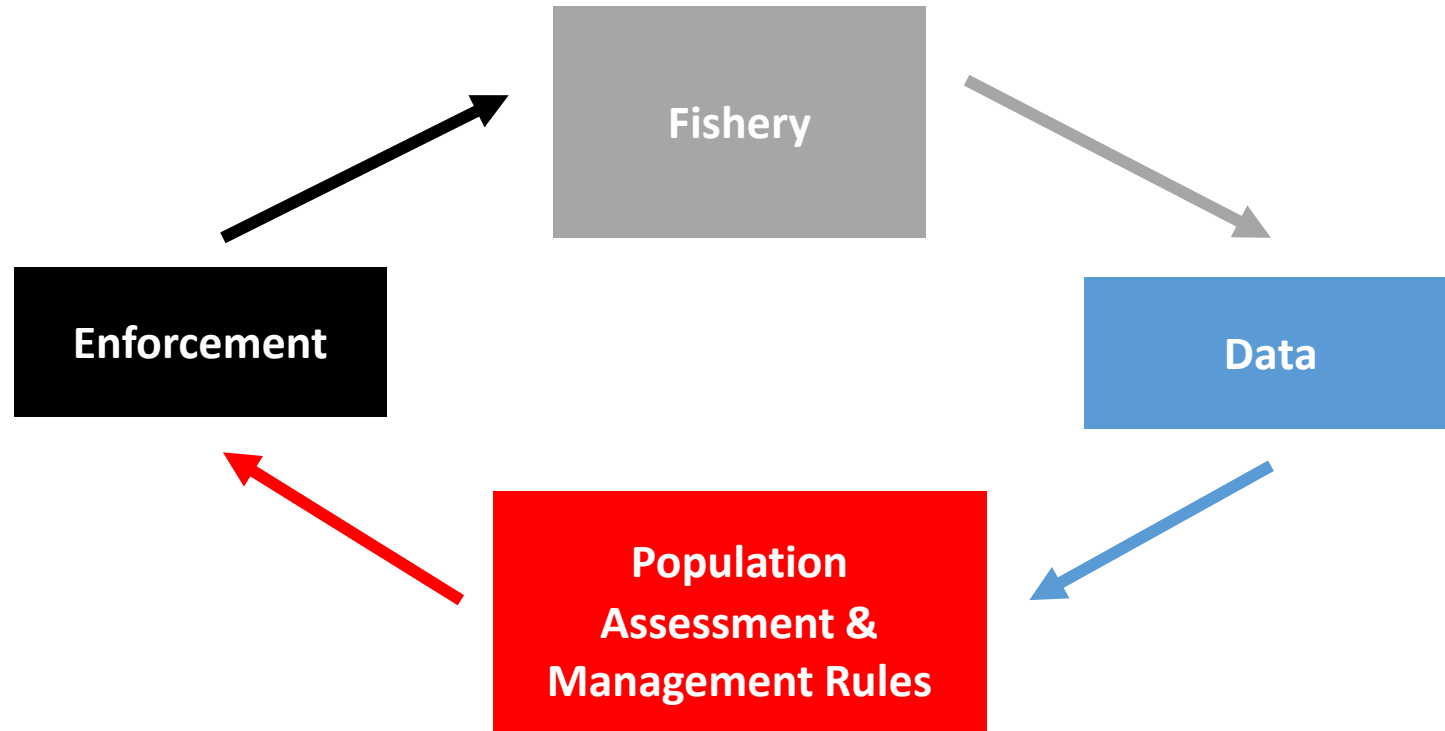 Fishery
Enforcement
Data
Population
Assessment &
Management Rules